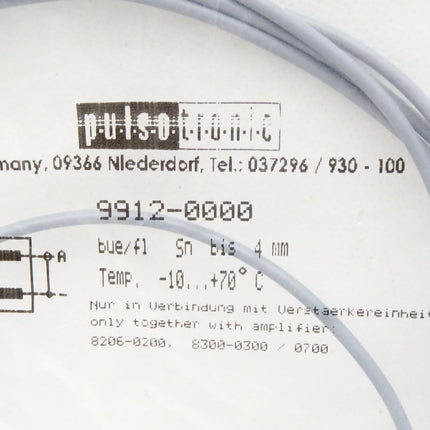 pulsotronic
many, 09366 Niederdorf, Tel.: 037296 / 930 - 100
9912-0000
bue/fl Sn bis 4 mm
A
Temp. -10...+70° C
-
Nur in Verbindung mit Verstaerkereinheit
only together with amplifier:
8206-0200, 8300-0300 / 0700